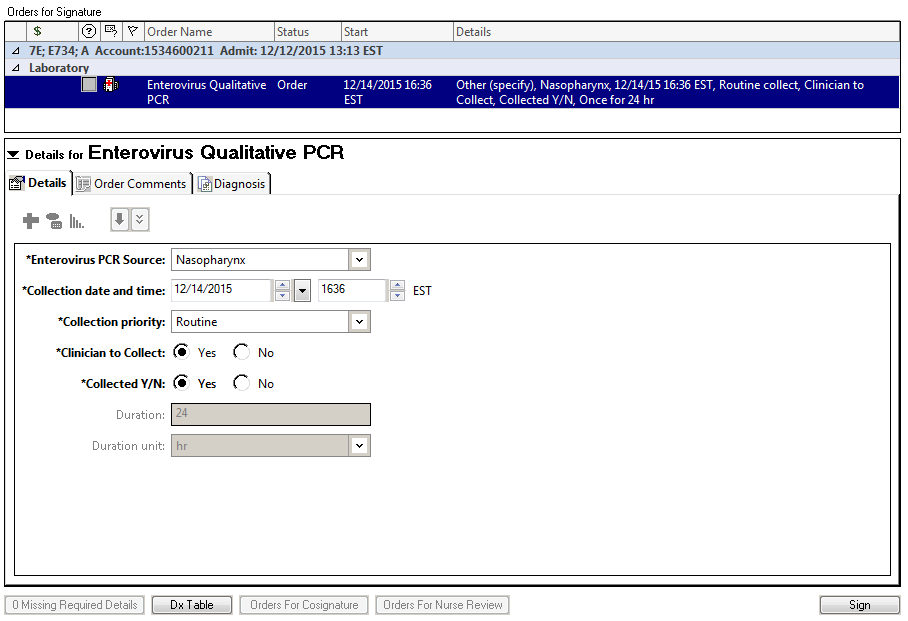 Orders for Signature
$ Order Name Status Start Details
7E; E734; A Account:1534600211 Admit: 12/12/2015 13:13 EST
Laboratory
Enterovirus Qualitative Order 12/14/2015 16:36 Other (specify), Nasopharynx, 12/14/15 16:36 EST, Routine collect, Clinician to
PCR EST Collect, Collected Y/N, Once for 24 hr
Details for Enterovirus Qualitative PCR
Details Order Comments Diagnosis
*Enterovirus PCR Source: Nasopharynx
*Collection date and time: 12/14/2015 1636 EST
*Collection priority: Routine
*Clinician to Collect: Yes No
*Collected Y/N: Yes No
Duration: 24
Duration unit: hr
0 Missing Required Details Dx Table Orders For Cosignature Orders For Nurse Review Sign